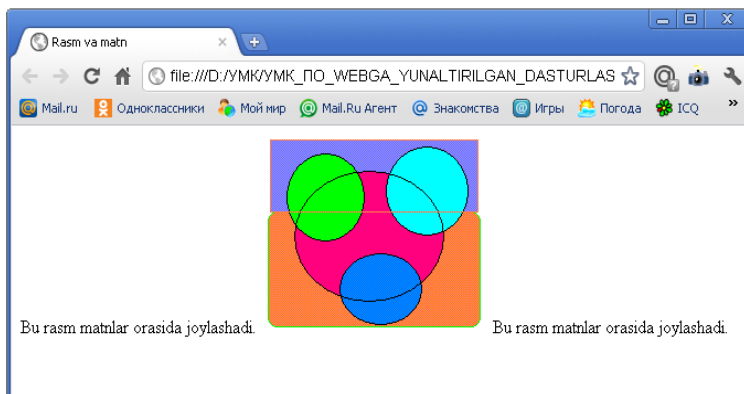 Rasm va matn
file:///D:/УМК/УМК_ПО_WEBGA_YUNALTIRILGAN_DASTURLAS
Mail.ru Одноклассники Мой мир Mail.Ru Агент Знакомства Игры Погода ICQ »
Bu rasm matnlar orasida joylashadi. Bu rasm matnlar orasida joylashadi.